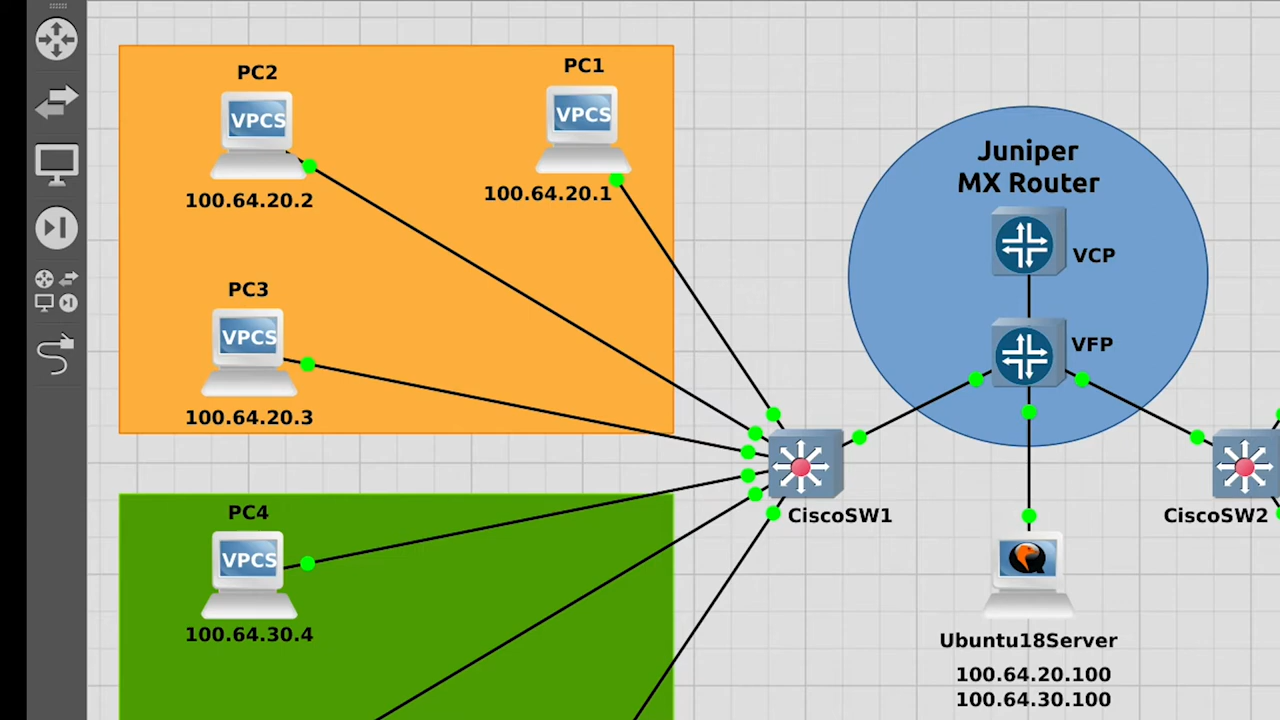 PC2
VPCS
100.64.20.2
PC1
VPCS
100.64.20.1
PC3
VPCS
100.64.20.3
PC4
VPCS
100.64.30.4
Juniper
MX Router
VCP
VFP
CiscoSW1
CiscoSW2
Ubuntu18Server
100.64.20.100
100.64.30.100